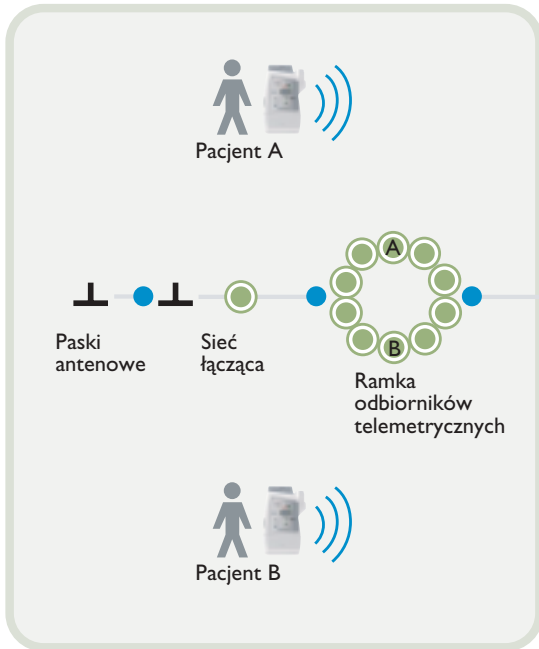 Pacjent A
A
B
Paski
antenowe
Sieć
łącząca
Ramka
odbiorników
telemetrycznych
Pacjent B